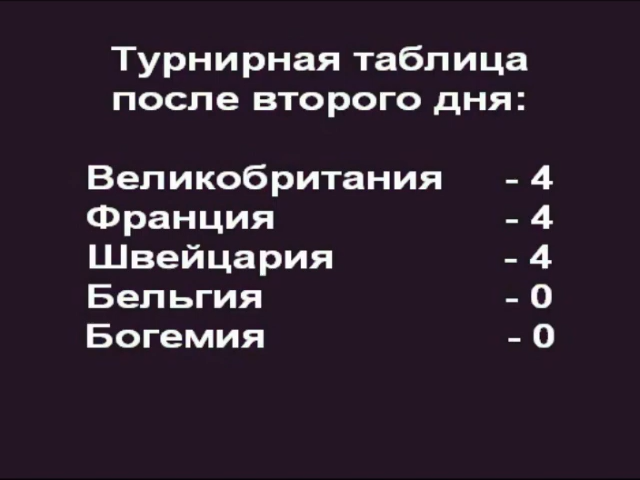 Турнирная таблица
после второго дня:
Великобритания - 4
Франция - 4
Швейцария - 4
Бельгия - 0
Богемия - 0